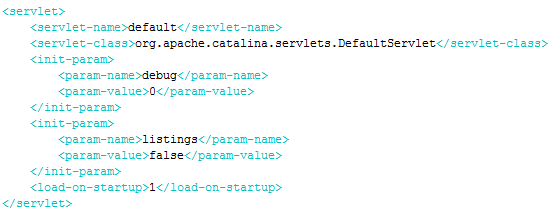 <servlet>
    <servlet-name>default</servlet-name>
    <servlet-class>org.apache.catalina.servlets.DefaultServlet</servlet-class>
    <init-param>
        <param-name>debug</param-name>
        <param-value>0</param-value>
    </init-param>
    <init-param>
        <param-name>listings</param-name>
        <param-value>false</param-value>
    </init-param>
    <load-on-startup>1</load-on-startup>
</servlet>